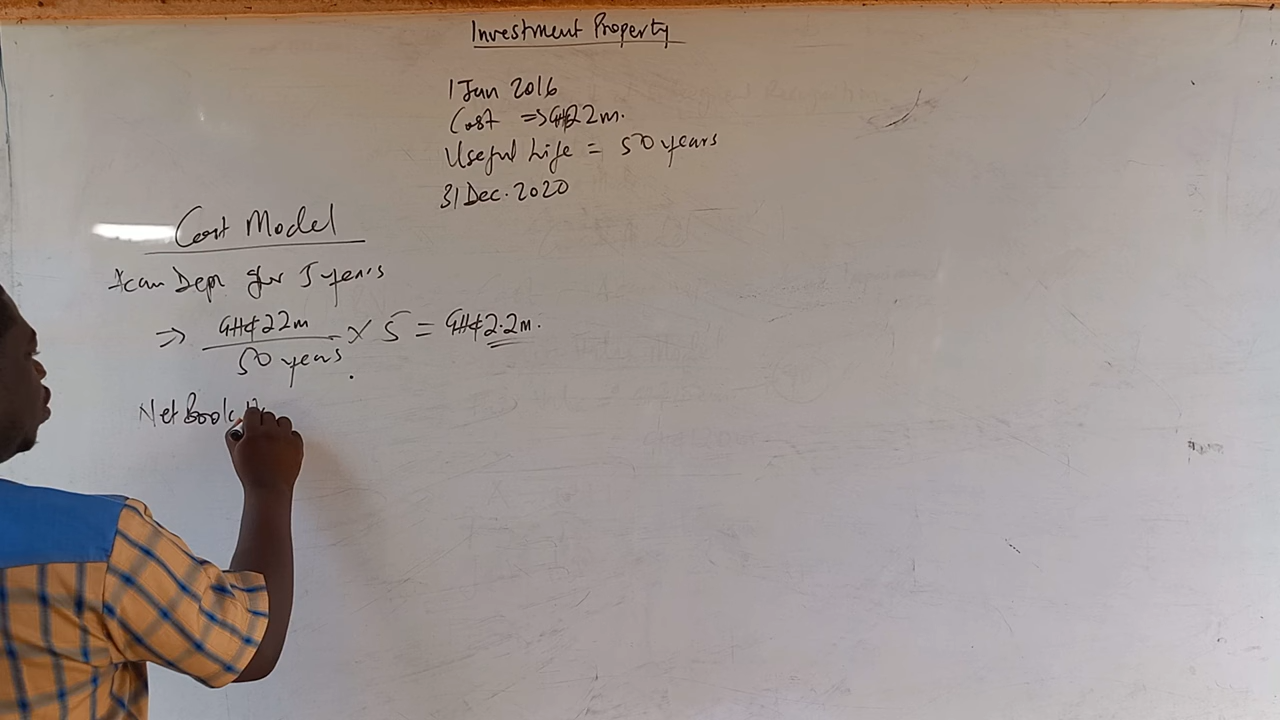 Investment Property
1 Jan 2016
Cost => GH¢22m.
Useful Life = 50 years
31 Dec. 2020
Cost Model
Accu Depn for 5 years
=> GH¢22m / 50 years × 5 = GH¢2.2m.
Net Book